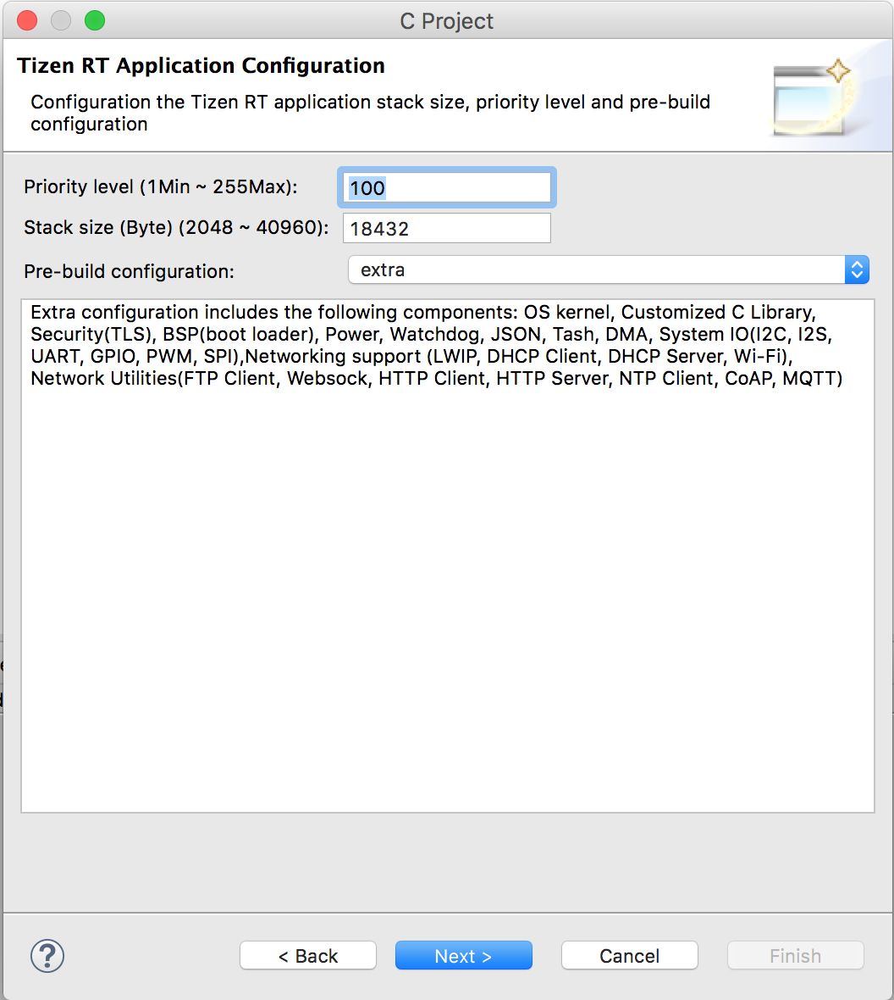 C Project
Tizen RT Application Configuration
Configuration the Tizen RT application stack size, priority level and pre-build
configuration
Priority level (1Min ~ 255Max):
100
Stack size (Byte) (2048 ~ 40960):
18432
Pre-build configuration:
extra
Extra configuration includes the following components: OS kernel, Customized C Library,
Security(TLS), BSP(boot loader), Power, Watchdog, JSON, Tash, DMA, System IO(I2C, I2S,
UART, GPIO, PWM, SPI),Networking support (LWIP, DHCP Client, DHCP Server, Wi-Fi),
Network Utilities(FTP Client, Websock, HTTP Client, HTTP Server, NTP Client, CoAP, MQTT)
?
< Back
Next >
Cancel
Finish